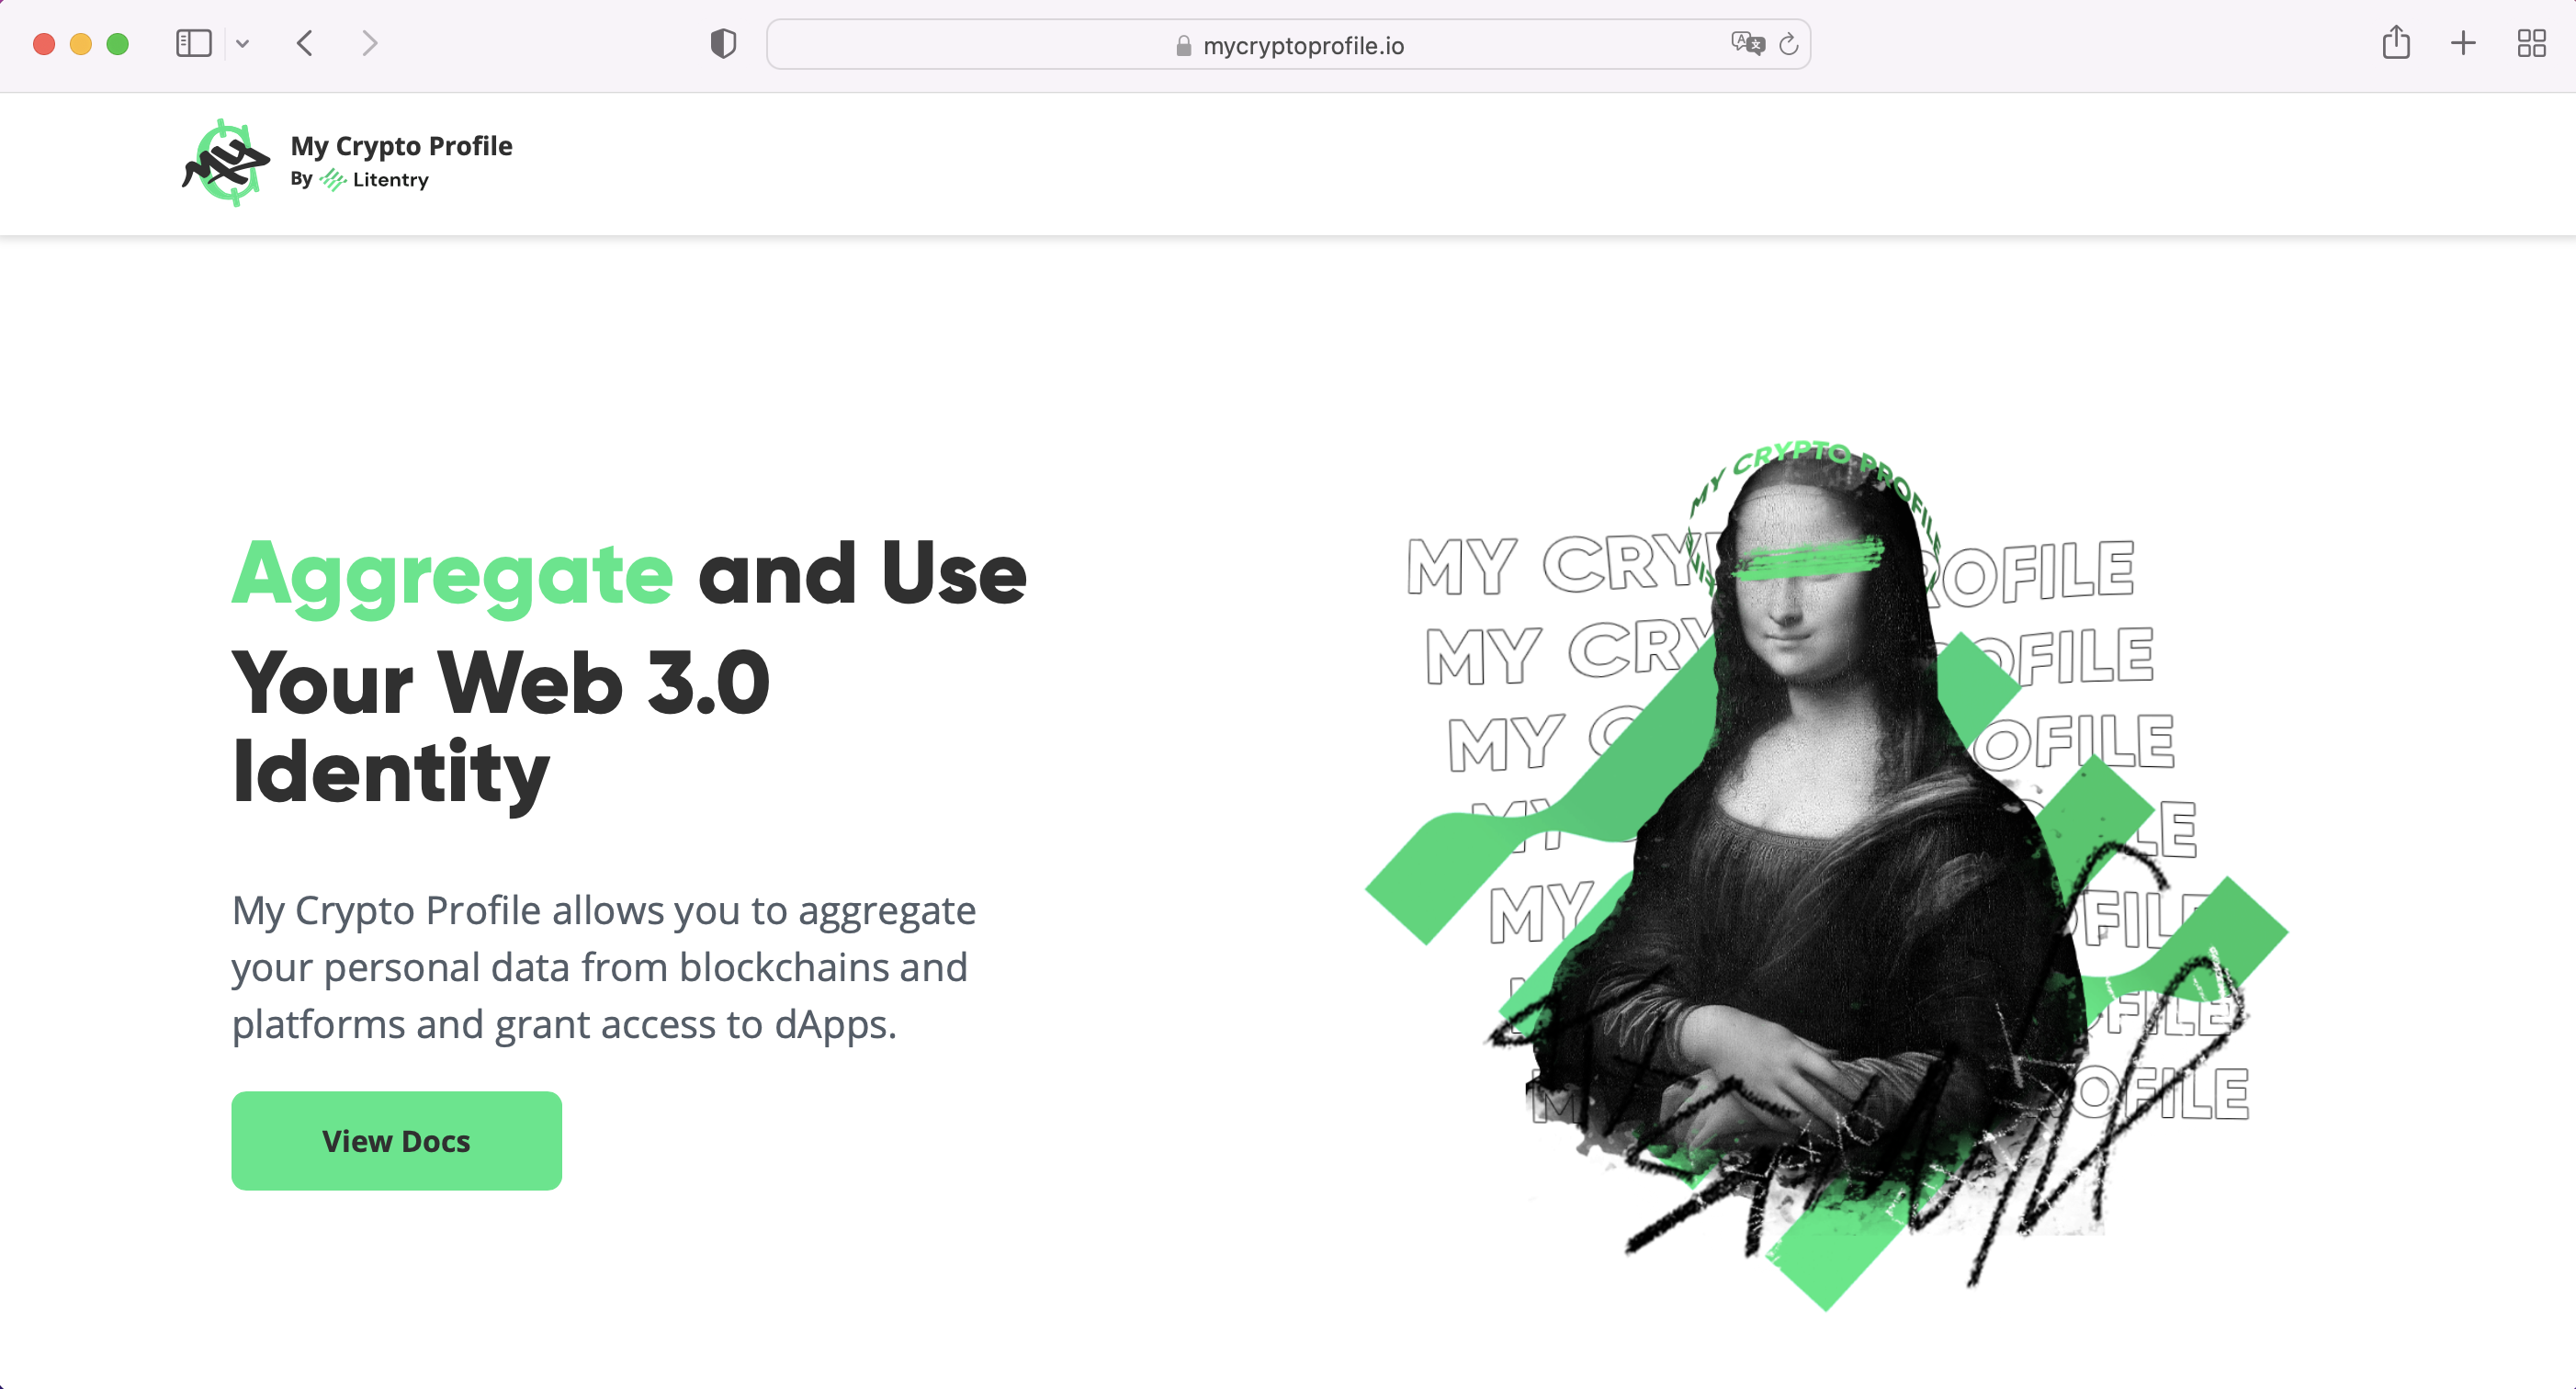 mycryptoprofile.io
My Crypto Profile
By Litentry
Aggregate and Use
Your Web 3.0
Identity
My Crypto Profile allows you to aggregate
your personal data from blockchains and
platforms and grant access to dApps.
View Docs
MY CRYPTO PROFILE
MY CRY ROFILE
MY CRY OFILE
MY C OFILE
MY LE
MY OFILE
OFILE
M OFILE